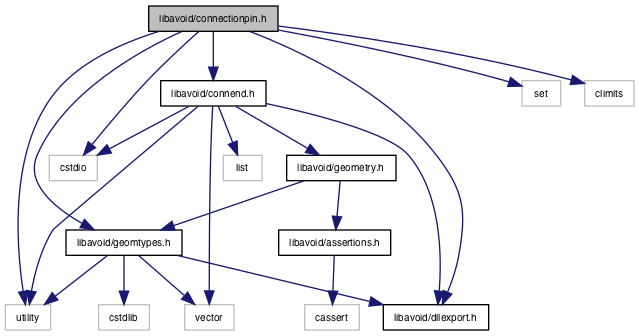 libavoid/connectionpin.h
libavoid/connend.h
set
climits
cstdio
list
libavoid/geometry.h
libavoid/geomtypes.h
libavoid/assertions.h
utility
cstdlib
vector
cassert
libavoid/dllexport.h